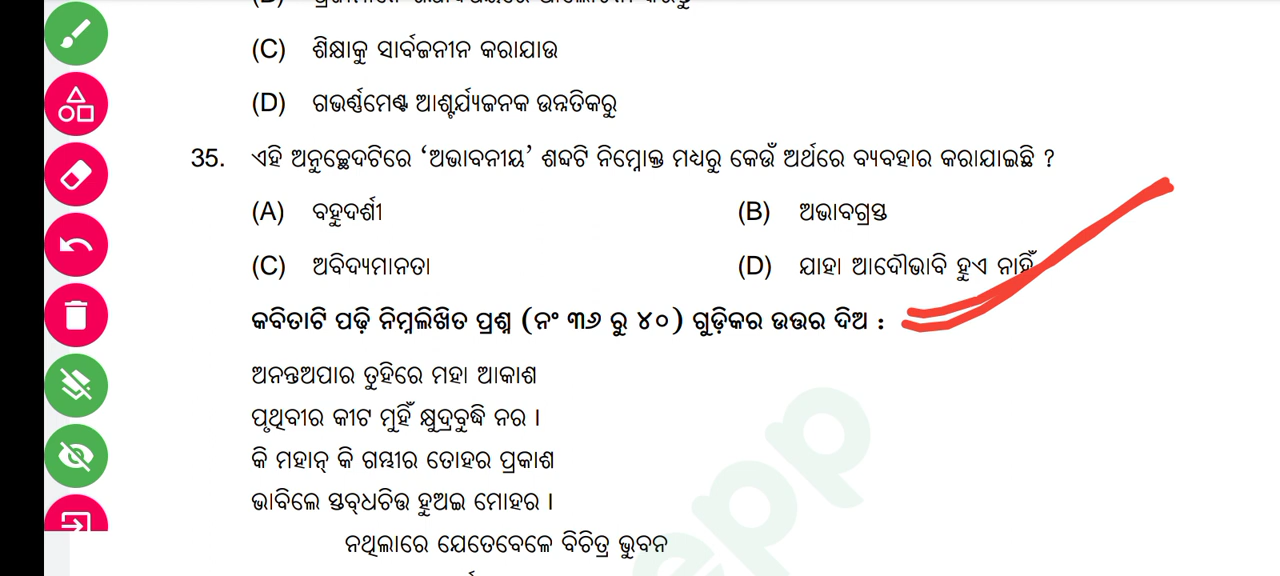 (C) ଶିକ୍ଷାକୁ ସାର୍ବଜନୀନ କରାଯାଉ
(D) ଗଭର୍ଣ୍ଣମେଣ୍ଟ ଆଶ୍ଚର୍ଯ୍ୟଜନକ ଉନ୍ନତିକରୁ
35. ଏହି ଅନୁଚ୍ଛେଦଟିରେ ‘ଅଭାବନୀୟ’ ଶବ୍ଦଟି ନିମ୍ନୋକ୍ତ ମଧ୍ୟରୁ କେଉଁ ଅର୍ଥରେ ବ୍ୟବହାର କରାଯାଇଛି ?
(A) ବହୁଦର୍ଶୀ (B) ଅଭାବଗ୍ରସ୍ତ
(C) ଅବିଦ୍ୟମାନତା (D) ଯାହା ଆଦୌଭାବି ହୁଏ ନାହିଁ
କବିତାଟି ପଢ଼ି ନିମ୍ନଲିଖିତ ପ୍ରଶ୍ନ (ନଂ ୩୬ ରୁ ୪୦) ଗୁଡ଼ିକର ଉତ୍ତର ଦିଅ :
ଅନନ୍ତଅପାର ତୁହିରେ ମହା ଆକାଶ
ପୃଥିବୀର କୀଟ ମୁହିଁ କ୍ଷୁଦ୍ରବୁଦ୍ଧି ନର ।
କି ମହାନ୍ କି ଗମ୍ଭୀର ତୋହର ପ୍ରକାଶ
ଭାବିଲେ ସ୍ତବ୍‌ଧଚିତ୍ତ ହୁଅଇ ମୋହର ।
ନଥିଲାରେ ଯେତେବେଳେ ବିଚିତ୍ର ଭୁବନ